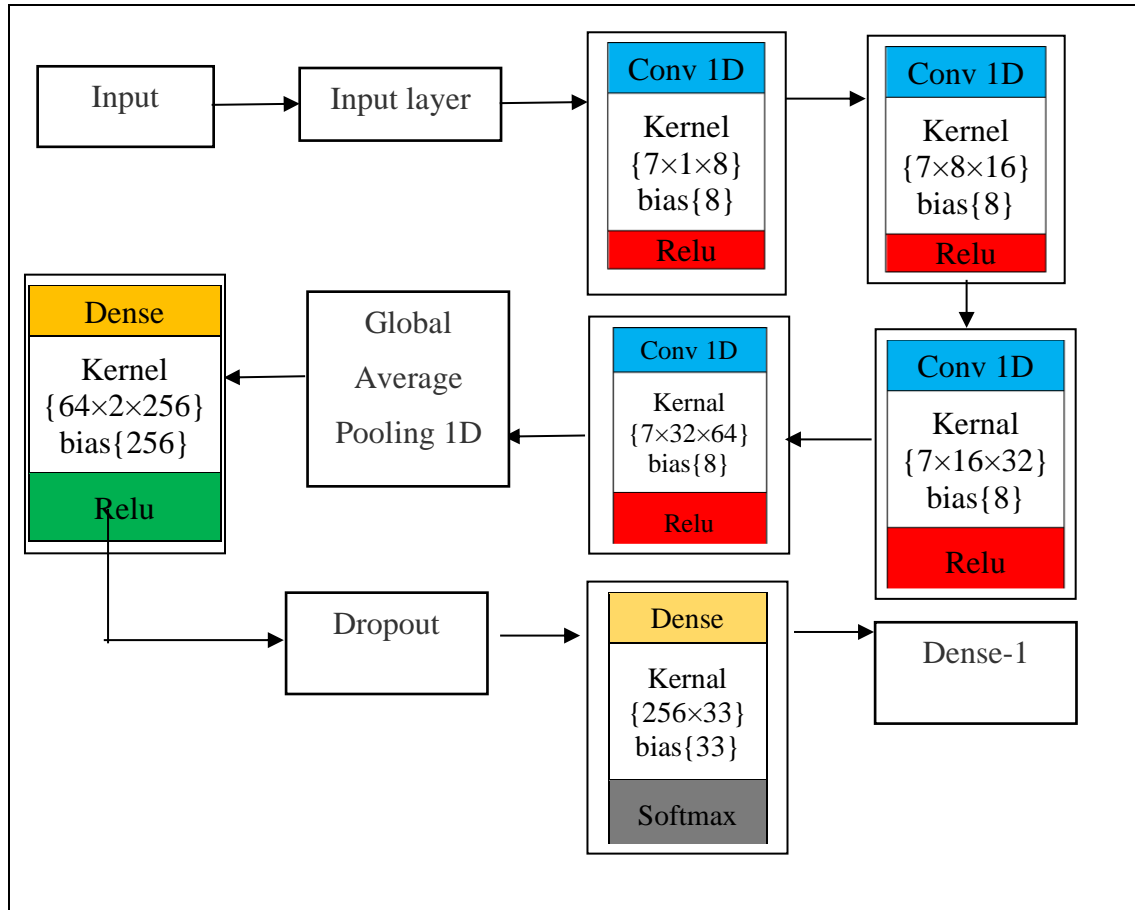 Input
Input layer
Conv 1D
Kernel
{7×1×8}
bias{8}
Relu
Conv 1D
Kernel
{7×8×16}
bias{8}
Relu
Conv 1D
Kernal
{7×16×32}
bias{8}
Relu
Conv 1D
Kernal
{7×32×64}
bias{8}
Relu
Global
Average
Pooling 1D
Dense
Kernel
{64×2×256}
bias{256}
Relu
Dropout
Dense
Kernal
{256×33}
bias{33}
Softmax
Dense-1